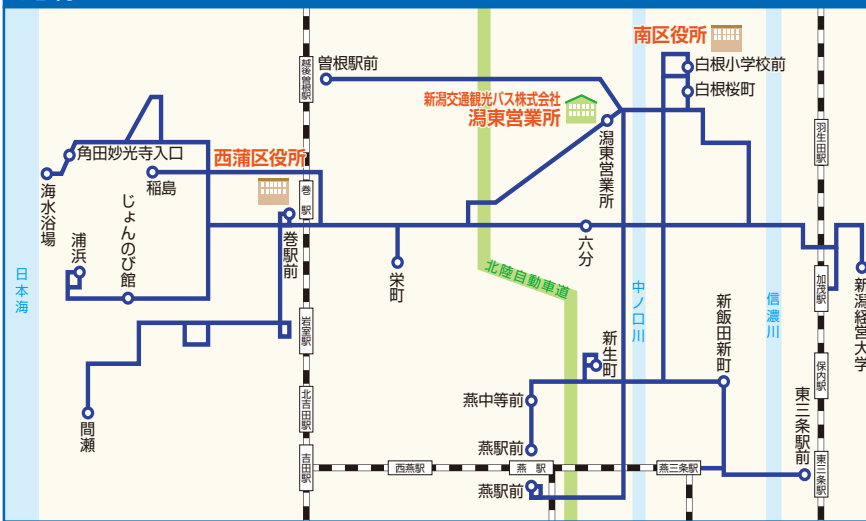 南区役所
白根小学校前
白根桜町
曽根駅前
越後曽根駅
新潟交通観光バス株式会社
潟東営業所
潟東営業所
羽生田駅
角田妙光寺入口
西蒲区役所
稲島
海水浴場
じょんのび館
浦浜
巻駅
巻駅前
栄町
六分
日本海
北陸自動車道
中ノ口川
信濃川
加茂駅
新潟経営大学
岩室駅
新生町
新飯田新町
保内駅
間瀬
北吉田駅
燕中等前
東三条駅前
燕駅前
吉田駅
西燕駅
燕駅
燕三条駅
東三条駅
燕駅前